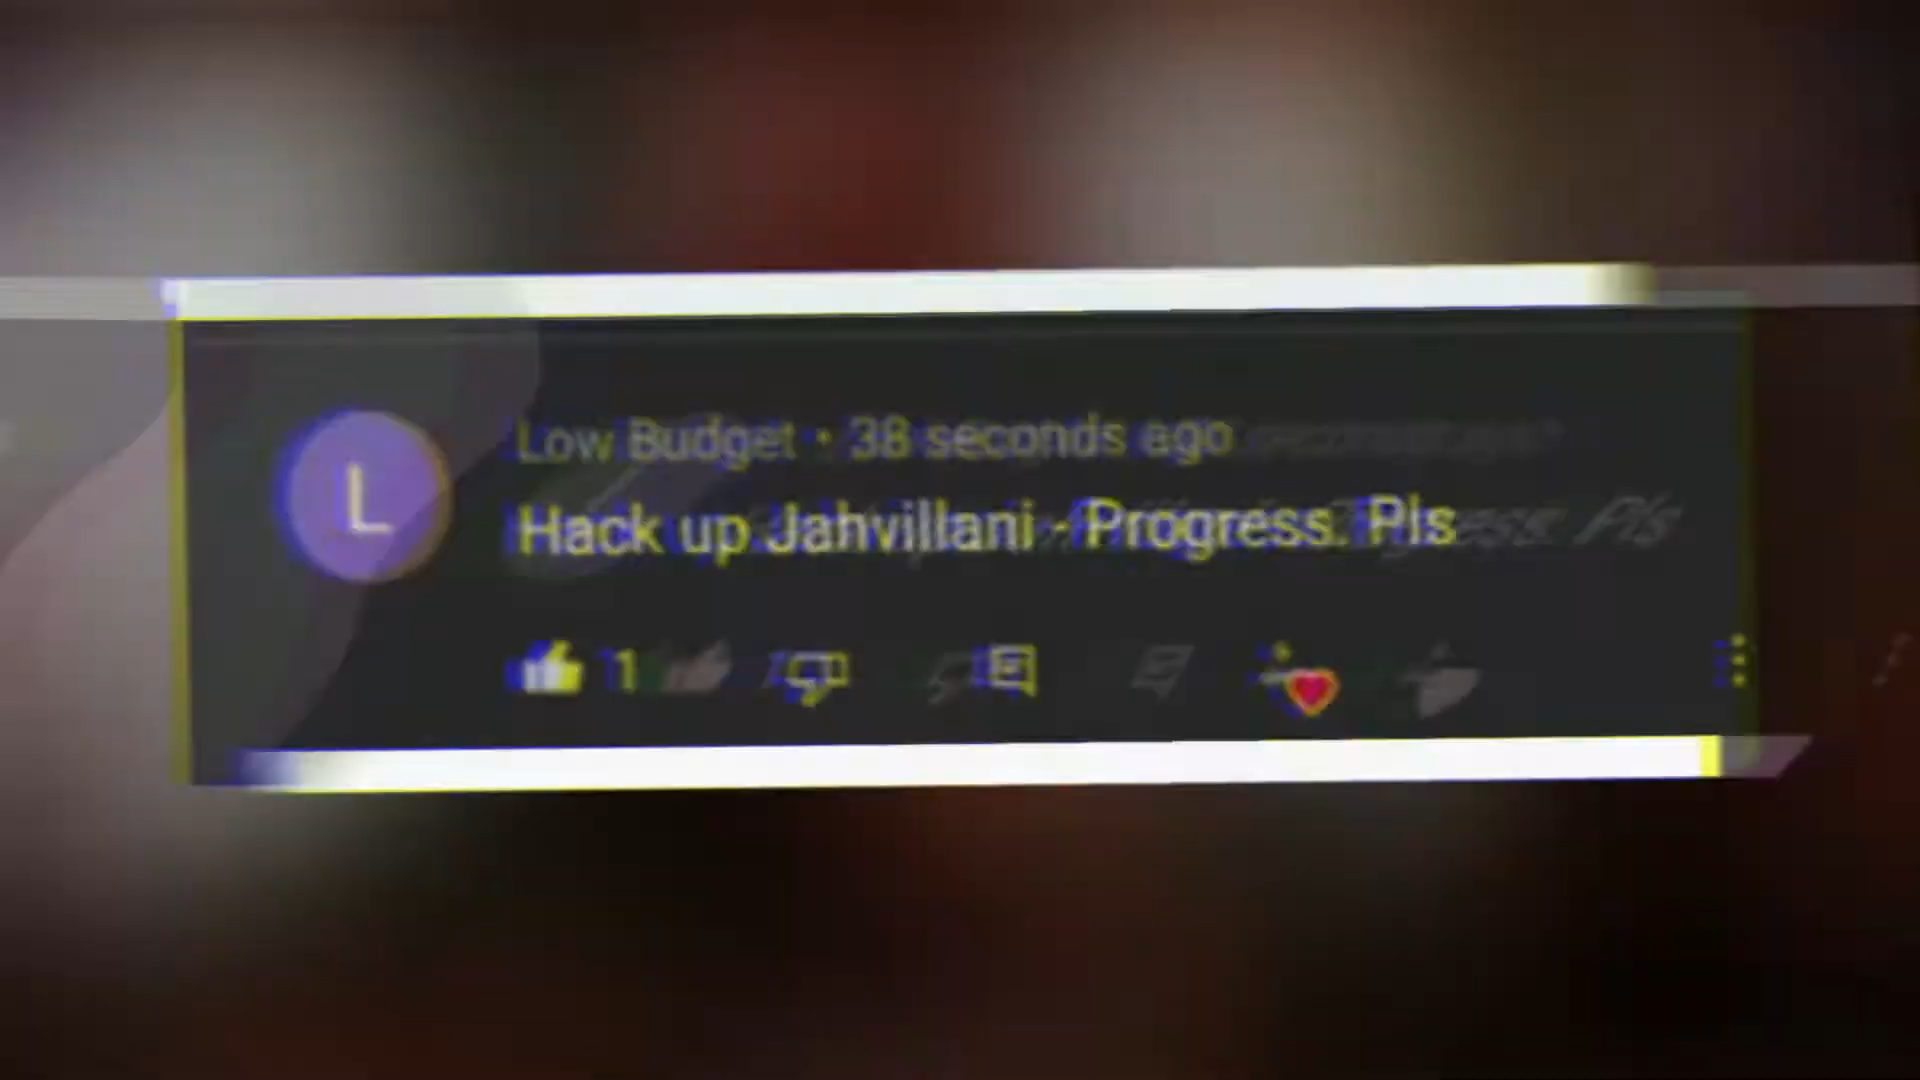 L
Low Budget • 38 seconds ago
Hack up Jahvillani - Progress. Pls
1